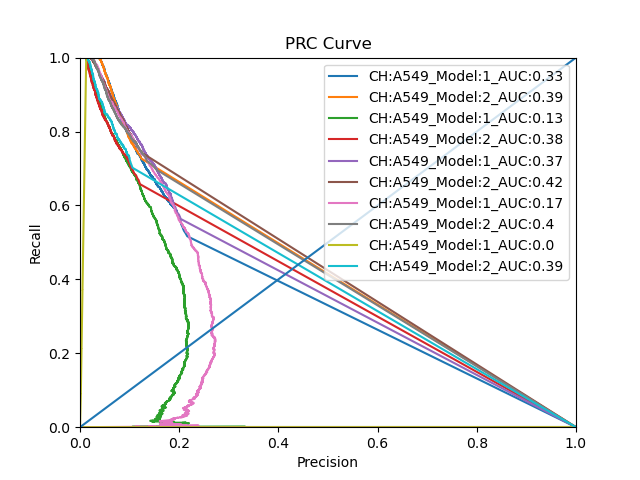 PRC Curve
1.0
0.8
0.6
0.4
0.2
0.0
Recall
0.0
0.2
0.4
0.6
0.8
1.0
Precision
CH:A549_Model:1_AUC:0.33
CH:A549_Model:2_AUC:0.39
CH:A549_Model:1_AUC:0.13
CH:A549_Model:2_AUC:0.38
CH:A549_Model:1_AUC:0.37
CH:A549_Model:2_AUC:0.42
CH:A549_Model:1_AUC:0.17
CH:A549_Model:2_AUC:0.4
CH:A549_Model:1_AUC:0.0
CH:A549_Model:2_AUC:0.39